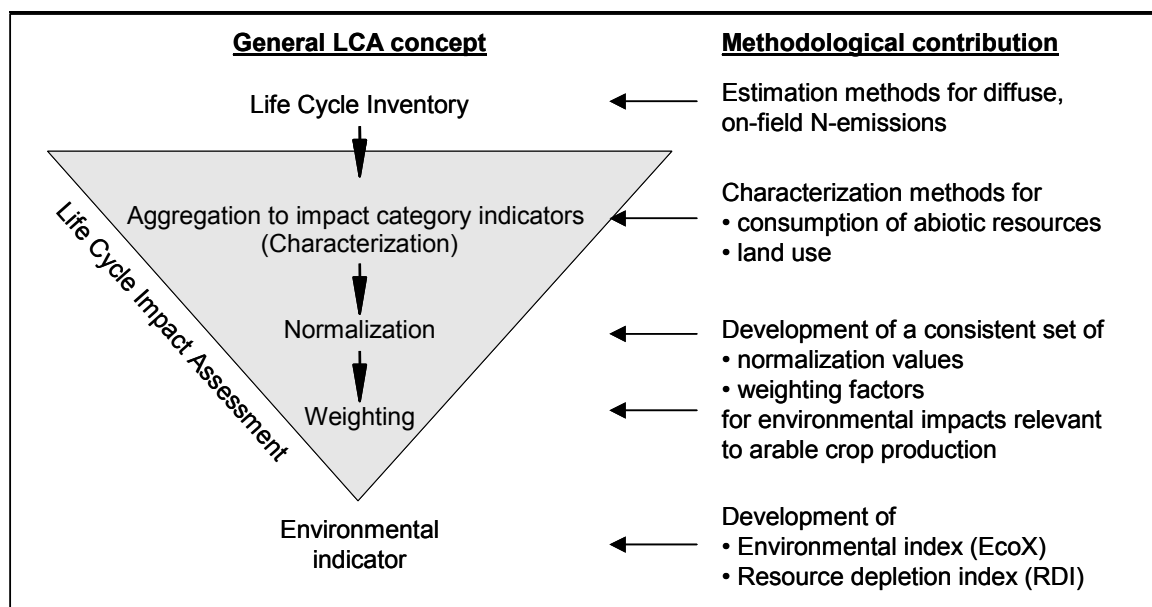 General LCA concept
Life Cycle Inventory
Aggregation to impact category indicators
(Characterization)
Normalization
Weighting
Life Cycle Impact Assessment
Environmental
indicator
Methodological contribution
Estimation methods for diffuse,
on-field N-emissions
Characterization methods for
• consumption of abiotic resources
• land use
Development of a consistent set of
• normalization values
• weighting factors
for environmental impacts relevant
to arable crop production
Development of
• Environmental index (EcoX)
• Resource depletion index (RDI)